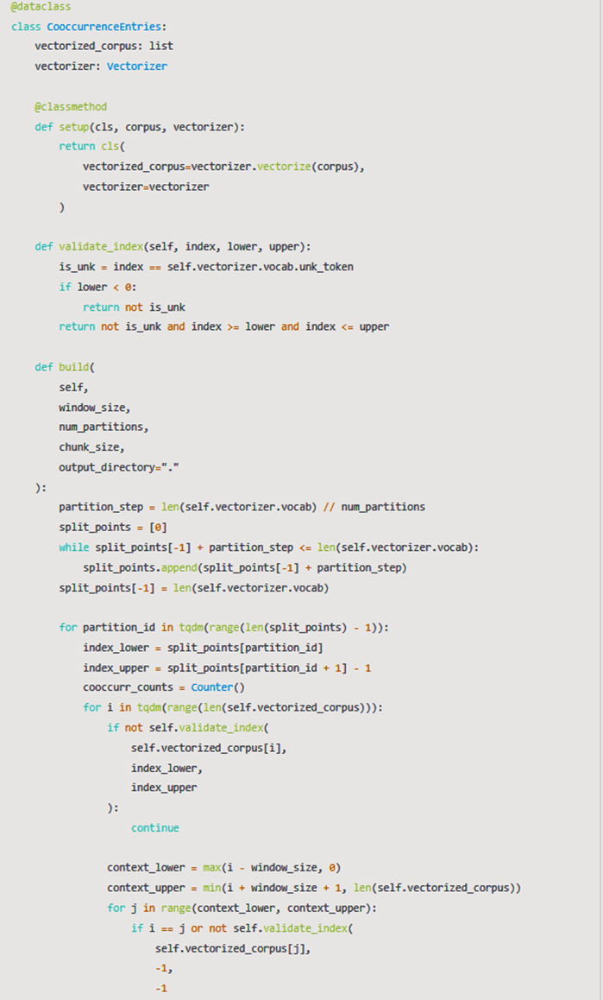 @dataclass
class CooccurrenceEntries:
    vectorized_corpus: list
    vectorizer: Vectorizer

    @classmethod
    def setup(cls, corpus, vectorizer):
        return cls(
            vectorized_corpus=vectorizer.vectorize(corpus),
            vectorizer=vectorizer
        )

    def validate_index(self, index, lower, upper):
        is_unk = index == self.vectorizer.vocab.unk_token
        if lower < 0:
            return not is_unk
        return not is_unk and index >= lower and index <= upper

    def build(
        self,
        window_size,
        num_partitions,
        chunk_size,
        output_directory="."
    ):
        partition_step = len(self.vectorizer.vocab) // num_partitions
        split_points = [0]
        while split_points[-1] + partition_step <= len(self.vectorizer.vocab):
            split_points.append(split_points[-1] + partition_step)
        split_points[-1] = len(self.vectorizer.vocab)

        for partition_id in tqdm(range(len(split_points) - 1)):
            index_lower = split_points[partition_id]
            index_upper = split_points[partition_id + 1] - 1
            cooccurr_counts = Counter()
            for i in tqdm(range(len(self.vectorized_corpus))):
                if not self.validate_index(
                    self.vectorized_corpus[i],
                    index_lower,
                    index_upper
                ):
                    continue

                context_lower = max(i - window_size, 0)
                context_upper = min(i + window_size + 1, len(self.vectorized_corpus))
                for j in range(context_lower, context_upper):
                    if i == j or not self.validate_index(
                        self.vectorized_corpus[j],
                        -1,
                        -1